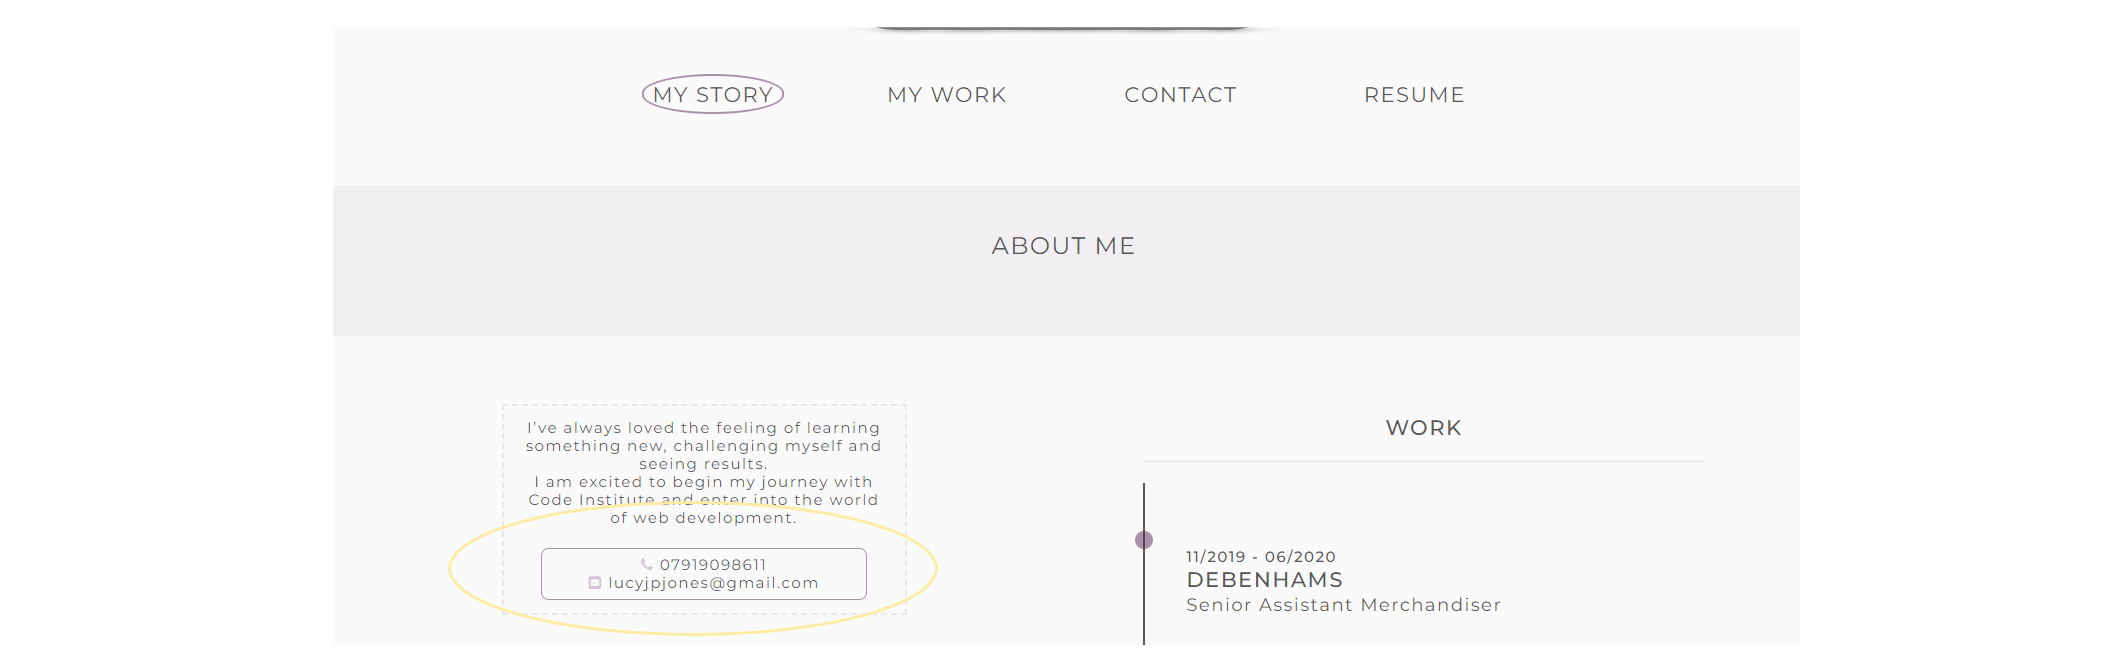 MY STORY
MY WORK
CONTACT
RESUME
ABOUT ME
I've always loved the feeling of learning
something new, challenging myself and
seeing results.
I am excited to begin my journey with
Code Institute and enter into the world
of web development.
07919098611
lucyjpjones@gmail.com
WORK
11/2019 - 06/2020
DEBENHAMS
Senior Assistant Merchandiser